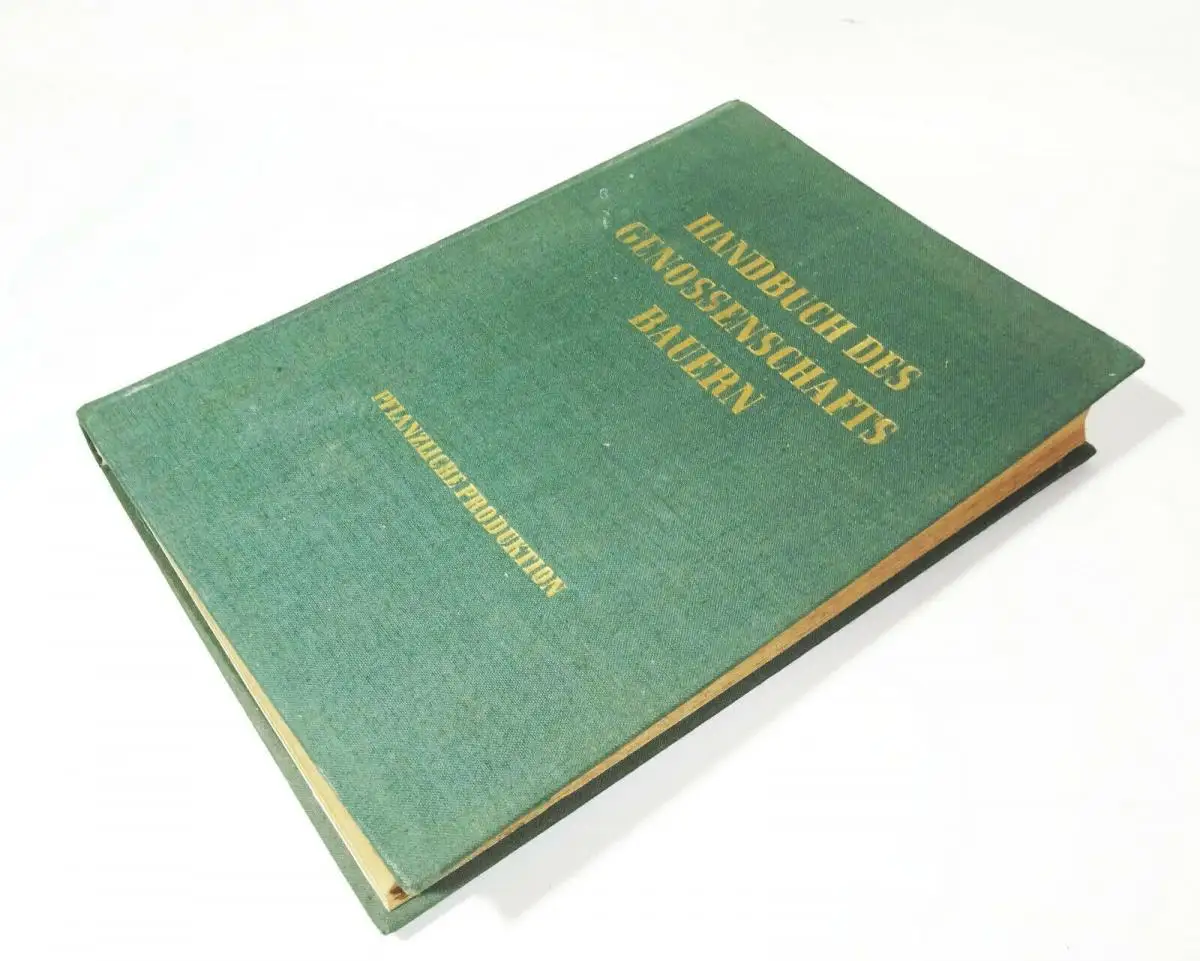 HANDBUCH DES
GENOSSENSCHAFTS
BAUERN
PFLANZLICHE PRODUKTION